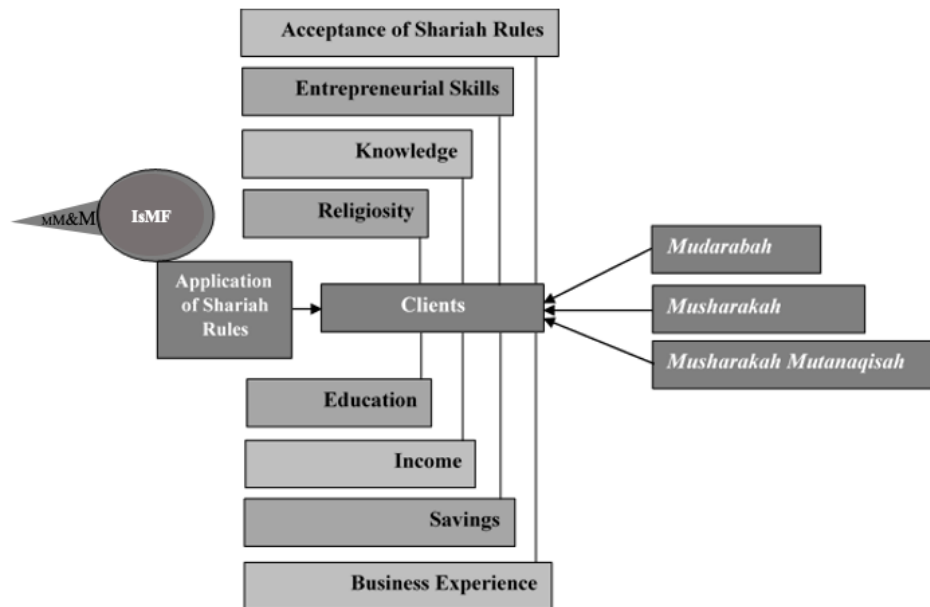 Acceptance of Shariah Rules
Entrepreneurial Skills
Knowledge
Religiosity
MM&M
IsMF
Application
of Shariah
Rules
Clients
Mudarabah
Musharakah
Musharakah Mutanaqisah
Education
Income
Savings
Business Experience